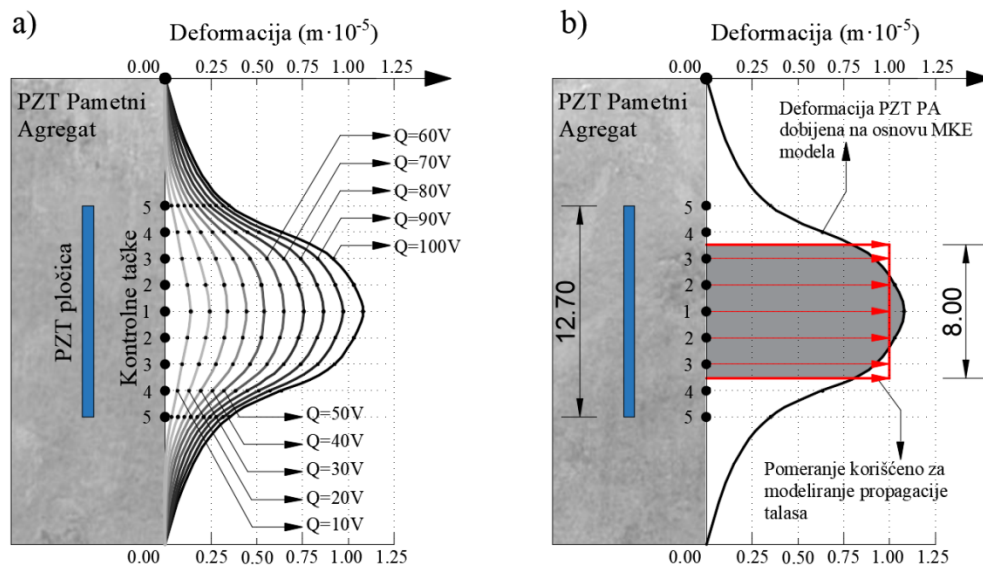 a)
Deformacija (m·10⁻⁵)
0.00 0.25 0.50 0.75 1.00 1.25
PZT Pametni
Agregat
Q=60V
Q=70V
Q=80V
Q=90V
Q=100V
PZT pločica
Kontrolne tačke
5
4
3
2
1
2
3
4
5
Q=50V
Q=40V
Q=30V
Q=20V
Q=10V
0.00 0.25 0.50 0.75 1.00 1.25
b)
Deformacija (m·10⁻⁵)
0.00 0.25 0.50 0.75 1.00 1.25
PZT Pametni
Agregat
Deformacija PZT PA
dobijena na osnovu MKE
modela
12.70
5
4
3
2
1
2
3
4
5
8.00
Pomeranje korišćeno za
modeliranje propagacije
talasa
0.00 0.25 0.50 0.75 1.00 1.25